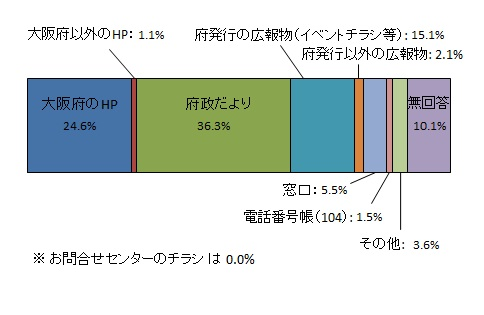 大阪府以外のHP: 1.1%
府発行の広報物(イベントチラシ等): 15.1%
府発行以外の広報物: 2.1%
大阪府のHP
24.6%
府政だより
36.3%
無回答
10.1%
窓口: 5.5%
電話番号帳(104): 1.5%
その他: 3.6%
※ お問合せセンターのチラシ は 0.0%